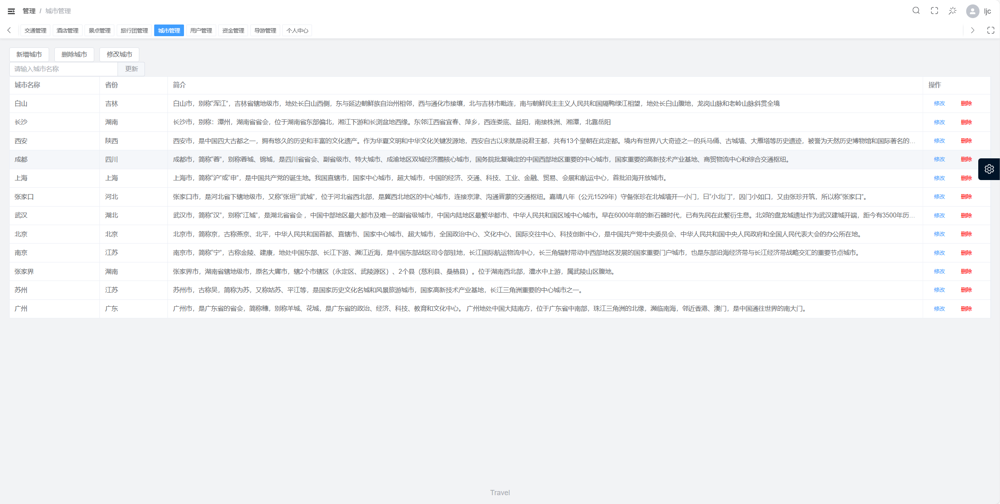 管理 / 城市管理
ljc
交通管理 酒店管理 景点管理 旅行团管理 城市管理 用户管理 资金管理 导游管理 个人中心
新增城市 删除城市 修改城市
请输入城市名称 更新
城市名称 省份 简介 操作
白山 吉林 白山市，别称“浑江”，吉林省辖地级市，地处长白山西侧，东与延边朝鲜族自治州相邻，西与通化市接壤，北与吉林市毗连，南与朝鲜民主主义人民共和国隔鸭绿江相望，地处长白山腹地，龙岗山脉和老岭山脉斜贯全境 修改 删除
长沙 湖南 长沙市，别称：潭州，湖南省省会，位于湖南省东部偏北，湘江下游和长浏盆地西缘。东邻江西省宜春、萍乡，西连娄底、益阳，南接株洲、湘潭，北靠岳阳 修改 删除
西安 陕西 西安市，是中国四大古都之一，拥有悠久的历史和丰富的文化遗产。作为华夏文明和中华文化关键发源地，西安自古以来就是说君王都，共有13个皇朝在此定都。境内有世界八大奇迹之一的兵马俑、古城墙、大雁塔等历史遗迹，被誉为天然历史博物馆和国际著名的... 修改 删除
成都 四川 成都市，简称“蓉”，别称蓉城、锦城，是四川省省会、副省级市、特大城市、成渝地区双城经济圈核心城市，国务院批复确定的中国西部地区重要的中心城市，国家重要的高新技术产业基地、商贸物流中心和综合交通枢纽。 修改 删除
上海 上海 上海市，简称“沪”或“申”，是中国共产党的诞生地。我国直辖市，国家中心城市，超大城市，中国的经济、交通、科技、工业、金融、贸易、会展和航运中心，首批沿海开放城市。 修改 删除
张家口 河北 张家口市，是河北省下辖地级市，又称“张垣”“武城”，位于河北省西北部，是冀西北地区的中心城市，连接京津、沟通晋蒙的交通枢纽。嘉靖八年（公元1529年）守备张珍在北城墙开一小门，曰“小北门”，因门小如口，又由张珍开筑，所以称“张家口”。 修改 删除
武汉 湖北 武汉市，简称“汉”，别称“江城”，是湖北省省会 ，中国中部地区最大都市及唯一的副省级城市，中国内陆地区最繁华都市、中华人民共和国区域中心城市。早在6000年前的新石器时代，已有先民在此繁衍生息。北郊的盘龙城遗址作为武汉建城开端，距今有3500年历... 修改 删除
北京 北京 北京市，简称京，古称燕京、北平，中华人民共和国首都、直辖市、国家中心城市、超大城市，全国政治中心、文化中心、国际交往中心、科技创新中心，是中国共产党中央委员会、中华人民共和国中央人民政府和全国人民代表大会的办公所在地。 修改 删除
南京 江苏 南京市，简称“宁”，古称金陵、建康，地处中国东部、长江下游、濒江近海，是中国东部战区司令部驻地，长江国际航运物流中心，长三角辐射带动中西部地区发展的国家重要门户城市，也是东部沿海经济带与长江经济带战略交汇的重要节点城市。 修改 删除
张家界 湖南 张家界市，湖南省辖地级市，原名大庸市，辖2个市辖区（永定区、武陵源区）、2个县（慈利县、桑植县）。位于湖南西北部，澧水中上游，属武陵山区腹地。 修改 删除
苏州 江苏 苏州市，古称吴，简称为苏，又称姑苏、平江等，是国家历史文化名城和风景旅游城市，国家高新技术产业基地，长江三角洲重要的中心城市之一。 修改 删除
广州 广东 广州市，是广东省的省会，简称穗，别称羊城、花城，是广东省的政治、经济、科技、教育和文化中心。 广州地处中国大陆南方，位于广东省中南部，珠江三角洲的北缘，濒临南海，邻近香港、澳门，是中国通往世界的南大门。 修改 删除
Travel